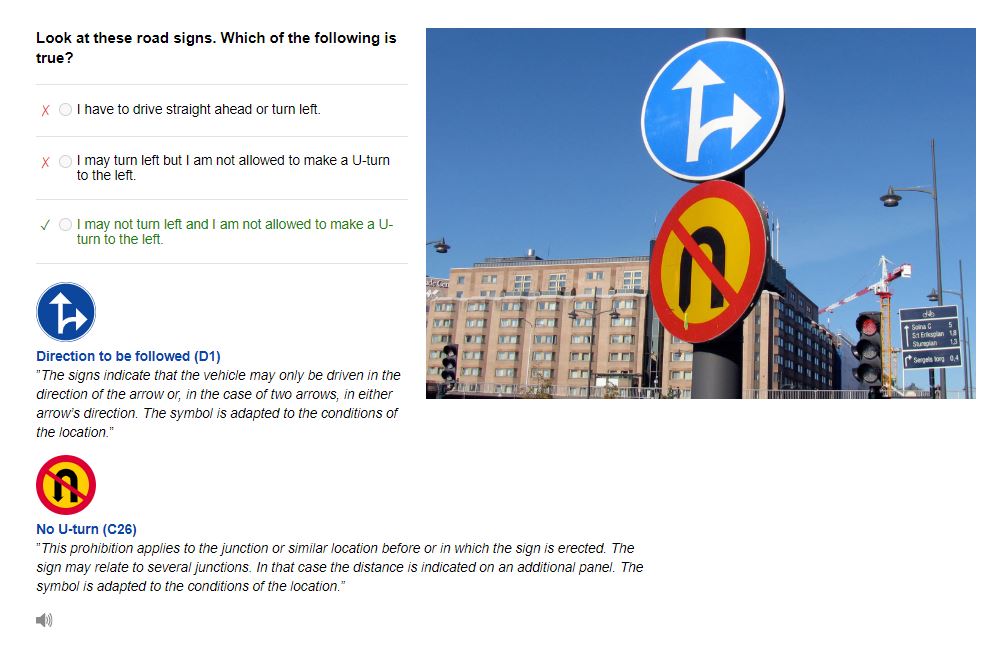 Look at these road signs. Which of the following is
true?
I have to drive straight ahead or turn left.
I may turn left but I am not allowed to make a U-turn
to the left.
I may not turn left and I am not allowed to make a U-
turn to the left.
Direction to be followed (D1)
”The signs indicate that the vehicle may only be driven in the
direction of the arrow or, in the case of two arrows, in either
arrow's direction. The symbol is adapted to the conditions of
the location.”
No U-turn (C26)
”This prohibition applies to the junction or similar location before or in which the sign is erected. The
sign may relate to several junctions. In that case the distance is indicated on an additional panel. The
symbol is adapted to the conditions of the location.”
Solna C 5
S:t Eriksplan 1,8
Stureplan 1,3
Sergels torg 0,4